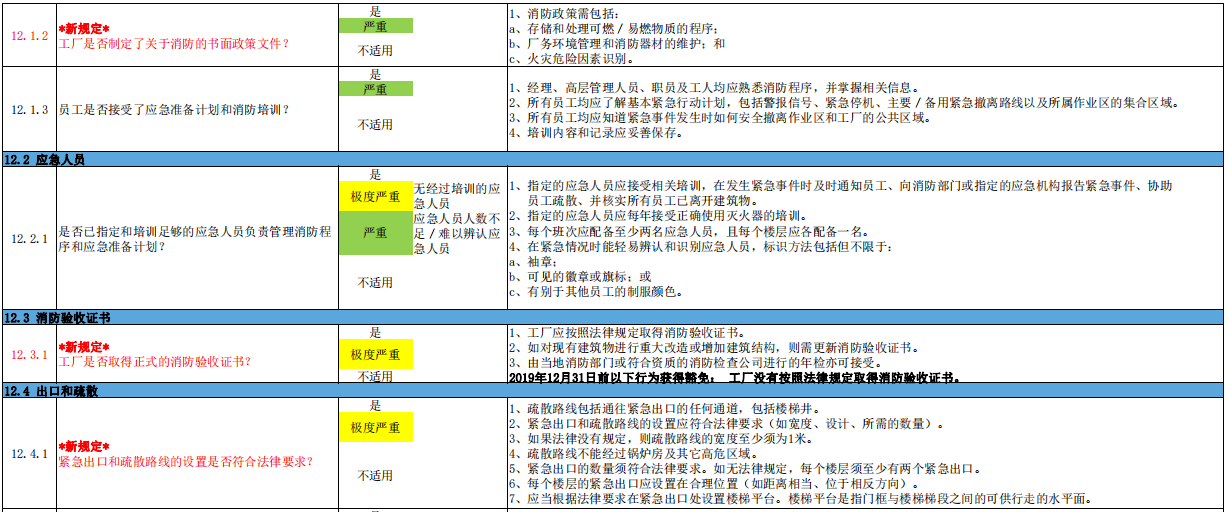 12.1.2
*新规定*
工厂是否制定了关于消防的书面政策文件？
是
严重
不适用
1、消防政策需包括：
a、存储和处理可燃／易燃物质的程序；
b、厂务环境管理和消防器材的维护；和
c、火灾危险因素识别。
12.1.3
员工是否接受了应急准备计划和消防培训？
是
严重
不适用
1、经理、高层管理人员、职员及工人均应熟悉消防程序，并掌握相关信息。
2、所有员工均应了解基本紧急行动计划，包括警报信号、紧急停机、主要／备用紧急撤离路线以及所属作业区的集合区域。
3、所有员工均应知道紧急事件发生时如何安全撤离作业区和工厂的公共区域。
4、培训内容和记录应妥善保存。
12.2 应急人员
12.2.1
是否已指定和培训足够的应急人员负责管理消防程
序和应急准备计划？
是
极度严重
无经过培训的应
急人员
严重
应急人员人数不
足／难以辨认应
急人员
不适用
1、指定的应急人员应接受相关培训，在发生紧急事件时及时通知员工、向消防部门或指定的应急机构报告紧急事件、协助
员工疏散、并核实所有员工已离开建筑物。
2、指定的应急人员应每年接受正确使用灭火器的培训。
3、每个班次应配备至少两名应急人员，且每个楼层应各配备一名。
4、在紧急情况时能轻易辨认和识别应急人员，标识方法包括但不限于：
a、袖章；
b、可见的徽章或旗标；或
c、有别于其他员工的制服颜色。
12.3 消防验收证书
12.3.1
*新规定*
工厂是否取得正式的消防验收证书？
是
极度严重
不适用
1、工厂应按照法律规定取得消防验收证书。
2、如对现有建筑物进行重大改造或增加建筑结构，则需更新消防验收证书。
3、由当地消防部门或符合资质的消防检查公司进行的年检亦可接受。
2019年12月31日前以下行为获得豁免： 工厂没有按照法律规定取得消防验收证书。
12.4 出口和疏散
12.4.1
*新规定*
紧急出口和疏散路线的设置是否符合法律要求？
是
极度严重
不适用
1、疏散路线包括通往紧急出口的任何通道，包括楼梯井。
2、紧急出口和疏散路线的设置应符合法律要求（如宽度、设计、所需的数量）。
3、如果法律没有规定，则疏散路线的宽度至少须为1米。
4、疏散路线不能经过锅炉房及其它高危区域。
5、紧急出口的数量须符合法律要求。如无法律规定，每个楼层须至少有两个紧急出口。
6、每个楼层的紧急出口应设置在合理位置（如距离相当、位于相反方向）。
7、应当根据法律要求在紧急出口处设置楼梯平台。楼梯平台是指门框与楼梯梯段之间的可供行走的水平面。